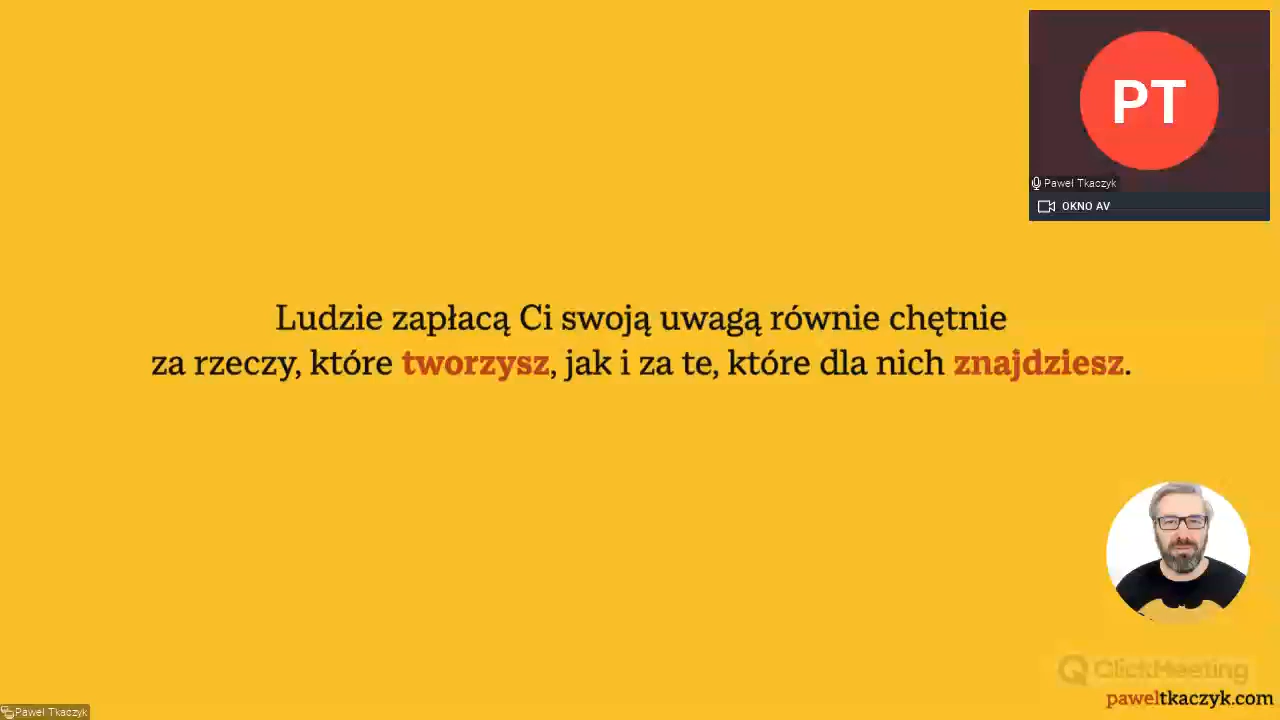 PT
Paweł Tkaczyk
OKNO AV
Ludzie zapłacą Ci swoją uwagą równie chętnie
za rzeczy, które tworzysz, jak i za te, które dla nich znajdziesz.
ClickMeeting
paweltkaczyk.com
Paweł Tkaczyk